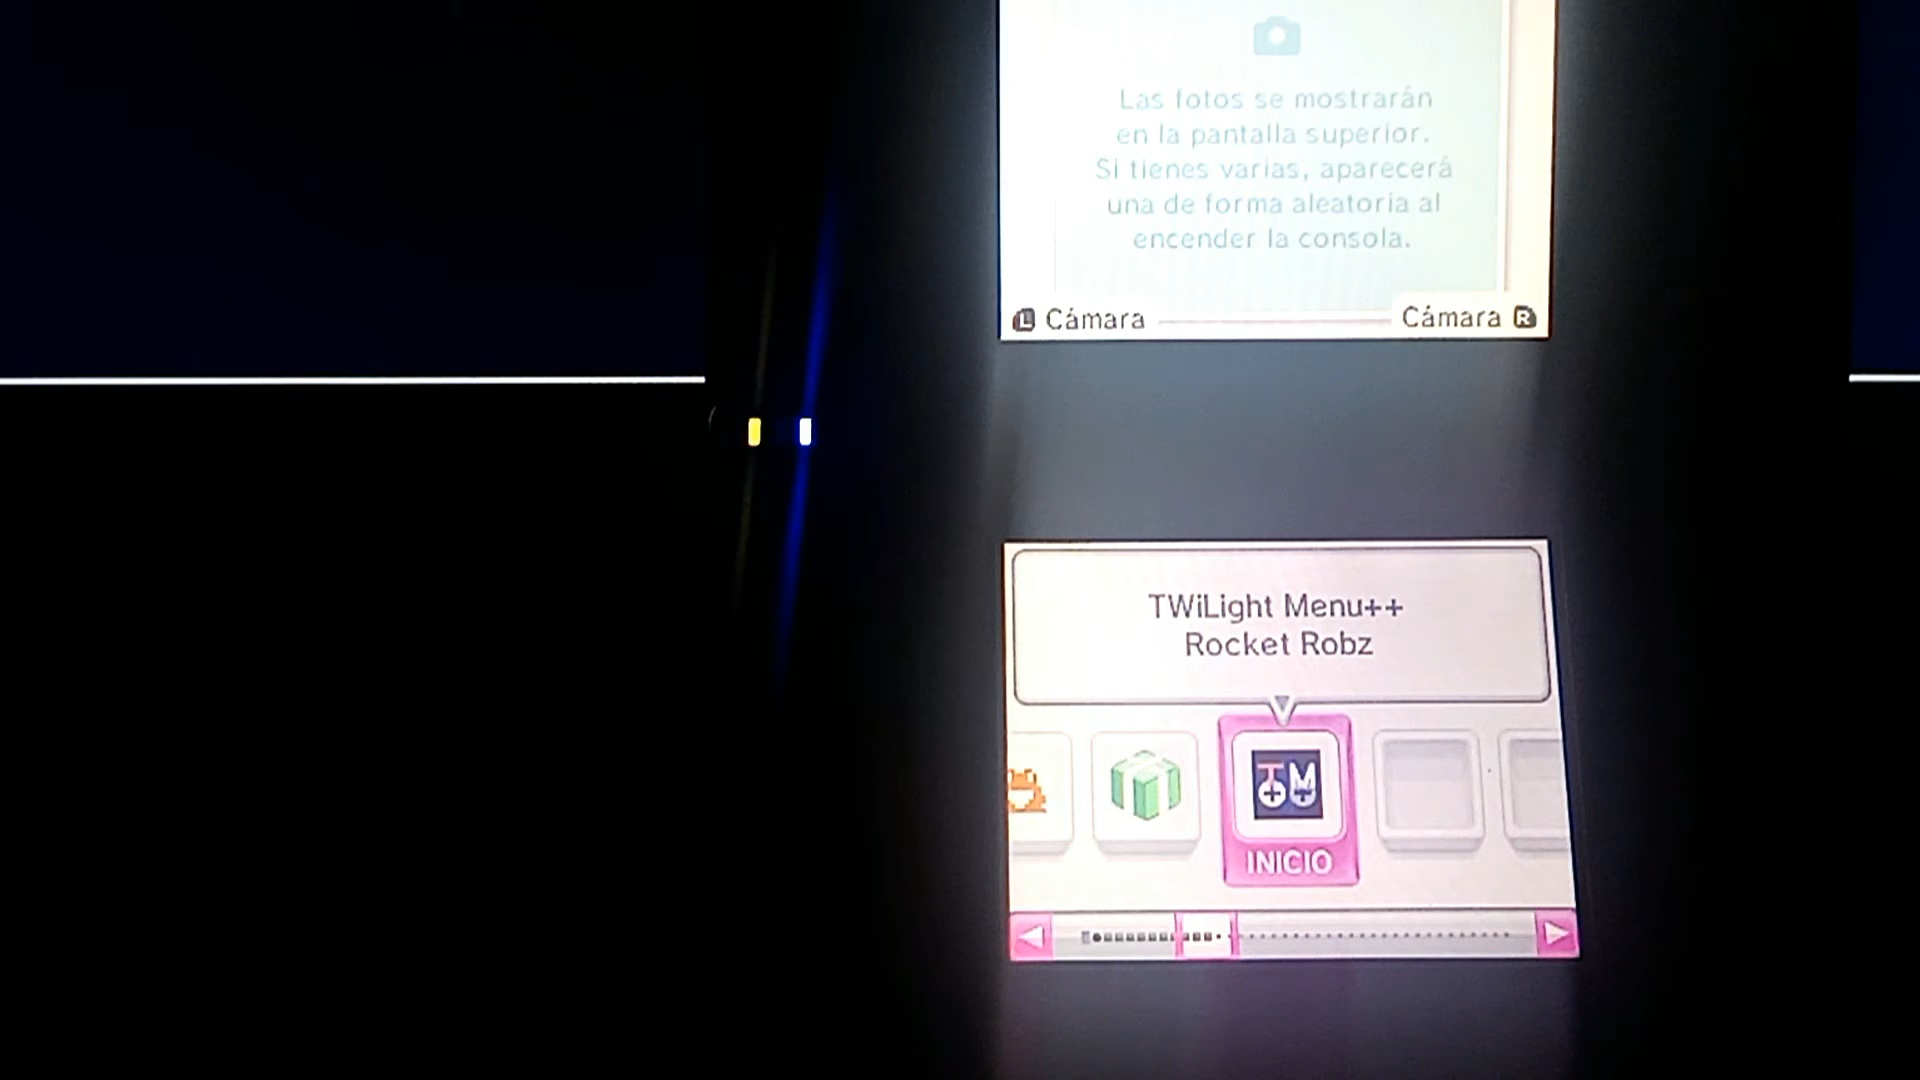 Las fotos se mostrarán
en la pantalla superior.
Si tienes varias, aparecerá
una de forma aleatoria al
encender la consola.
L Cámara
Cámara R
TWiLight Menu++
Rocket Robz
TM
INICIO